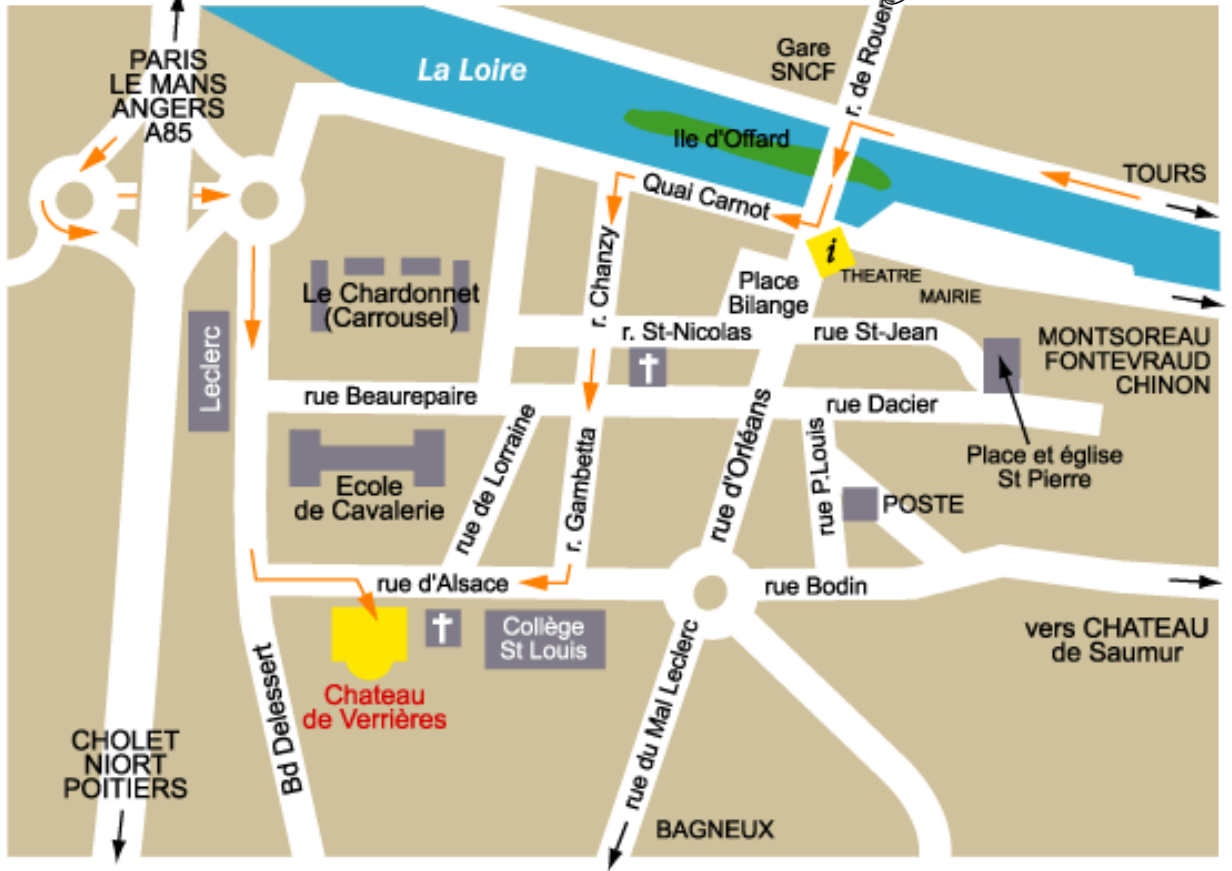 PARIS
LE MANS
ANGERS
A85
La Loire
Gare
SNCF
r. de Rouen
Ile d'Offard
TOURS
Quai Carnot
r. Chanzy
i
THEATRE
MAIRIE
Place
Bilange
Le Chardonnet
(Carrousel)
r. St-Nicolas
rue St-Jean
MONTSOREAU
FONTEVRAUD
CHINON
Leclerc
rue Beaurepaire
rue Dacier
rue d'Orléans
Place et église
St Pierre
rue de Lorraine
r. Gambetta
rue P.Louis
POSTE
Ecole
de Cavalerie
rue d'Alsace
rue Bodin
Collège
St Louis
vers CHATEAU
de Saumur
Chateau
de Verrières
Bd Delessert
rue du Mal Leclerc
CHOLET
NIORT
POITIERS
BAGNEUX